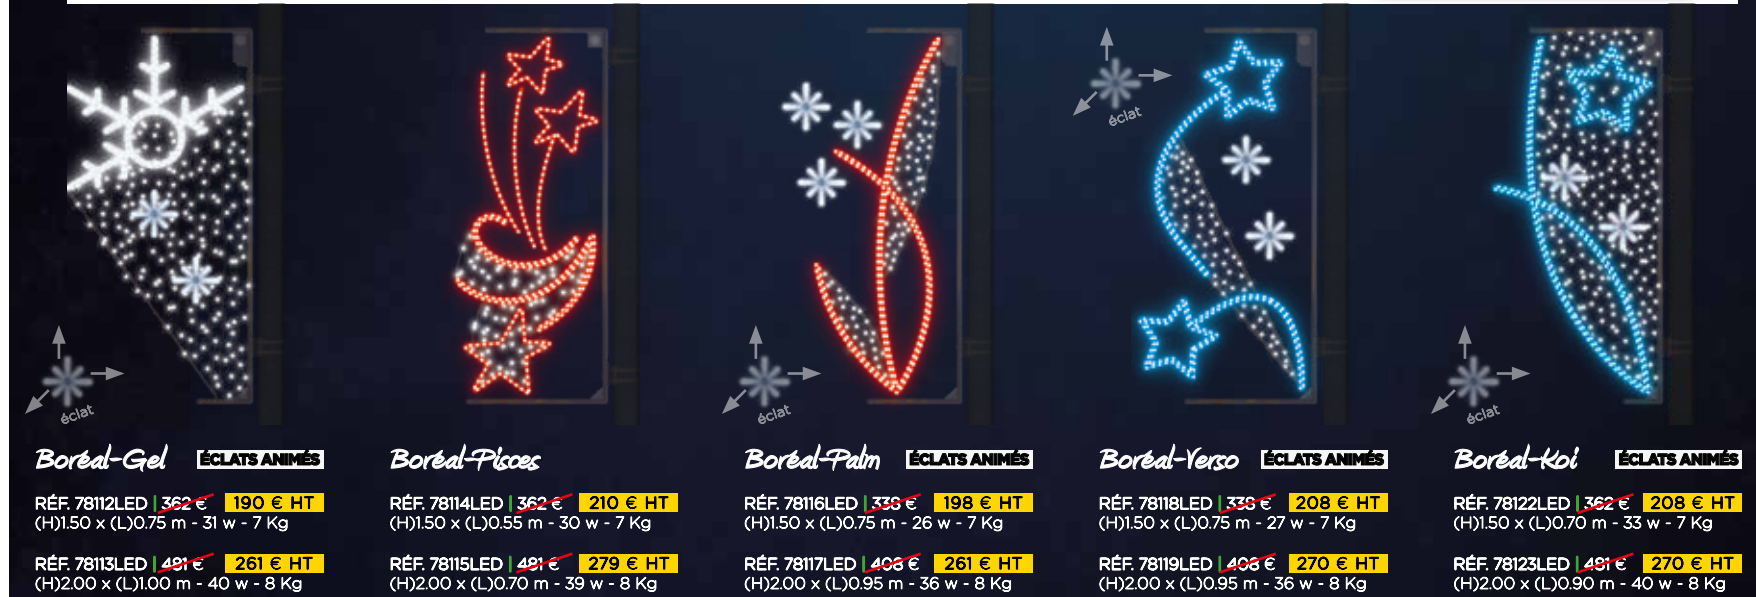 éclat
éclat
éclat
éclat
Boréal-Gel ÉCLATS ANIMÉS
RÉF. 78112LED | 362 € 190 € HT
(H)1.50 x (L)0.75 m - 31 w - 7 Kg
RÉF. 78113LED | 481 € 261 € HT
(H)2.00 x (L)1.00 m - 40 w - 8 Kg
Boréal-Pisces
RÉF. 78114LED | 362 € 210 € HT
(H)1.50 x (L)0.55 m - 30 w - 7 Kg
RÉF. 78115LED | 481 € 279 € HT
(H)2.00 x (L)0.70 m - 39 w - 8 Kg
Boréal-Palm ÉCLATS ANIMÉS
RÉF. 78116LED | 338 € 198 € HT
(H)1.50 x (L)0.75 m - 26 w - 7 Kg
RÉF. 78117LED | 408 € 261 € HT
(H)2.00 x (L)0.95 m - 36 w - 8 Kg
Boréal-Verso ÉCLATS ANIMÉS
RÉF. 78118LED | 338 € 208 € HT
(H)1.50 x (L)0.75 m - 27 w - 7 Kg
RÉF. 78119LED | 408 € 270 € HT
(H)2.00 x (L)0.95 m - 36 w - 8 Kg
Boréal-Koi ÉCLATS ANIMÉS
RÉF. 78122LED | 362 € 208 € HT
(H)1.50 x (L)0.70 m - 33 w - 7 Kg
RÉF. 78123LED | 481 € 270 € HT
(H)2.00 x (L)0.90 m - 40 w - 8 Kg